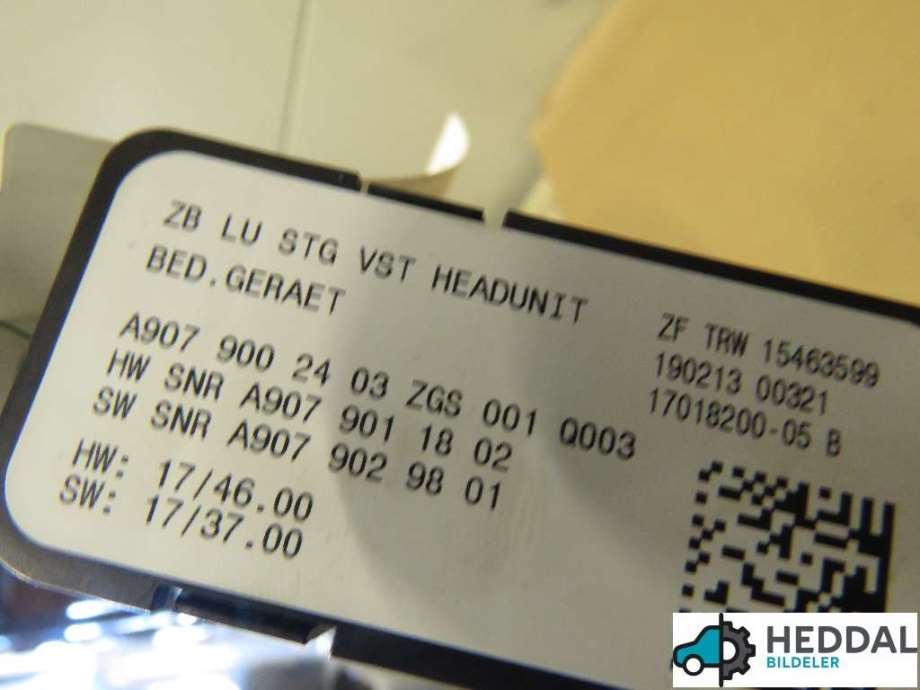 ZB LU STG VST HEADUNIT
BED.GERAET
A907 900 24 03 ZGS 001 Q003
HW SNR A907 901 18 02
SW SNR A907 902 98 01
HW: 17/46.00
SW: 17/37.00
ZF TRW 15463599
190213 00321
17018200-05 B
HEDDAL
BILDELER